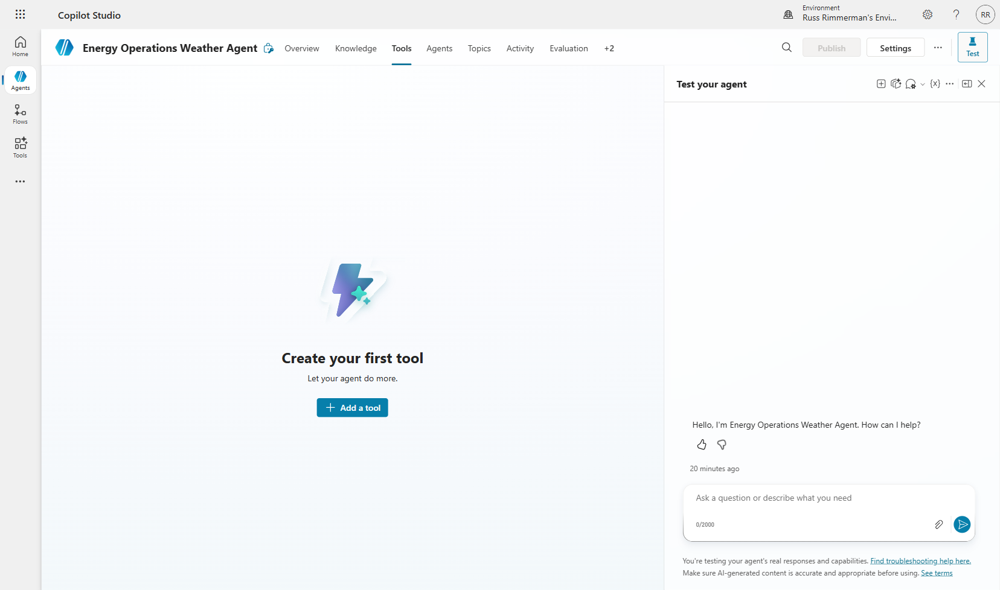 Copilot Studio
Environment
Russ Rimmerman's Envi...
RR
Home
Agents
Flows
Tools
Energy Operations Weather Agent
Overview
Knowledge
Tools
Agents
Topics
Activity
Evaluation
+2
Publish
Settings
Test
Create your first tool
Let your agent do more.
Add a tool
Test your agent
Hello, I'm Energy Operations Weather Agent. How can I help?
20 minutes ago
Ask a question or describe what you need
0/2000
You're testing your agent's real responses and capabilities. Find troubleshooting help here.
Make sure AI-generated content is accurate and appropriate before using. See terms